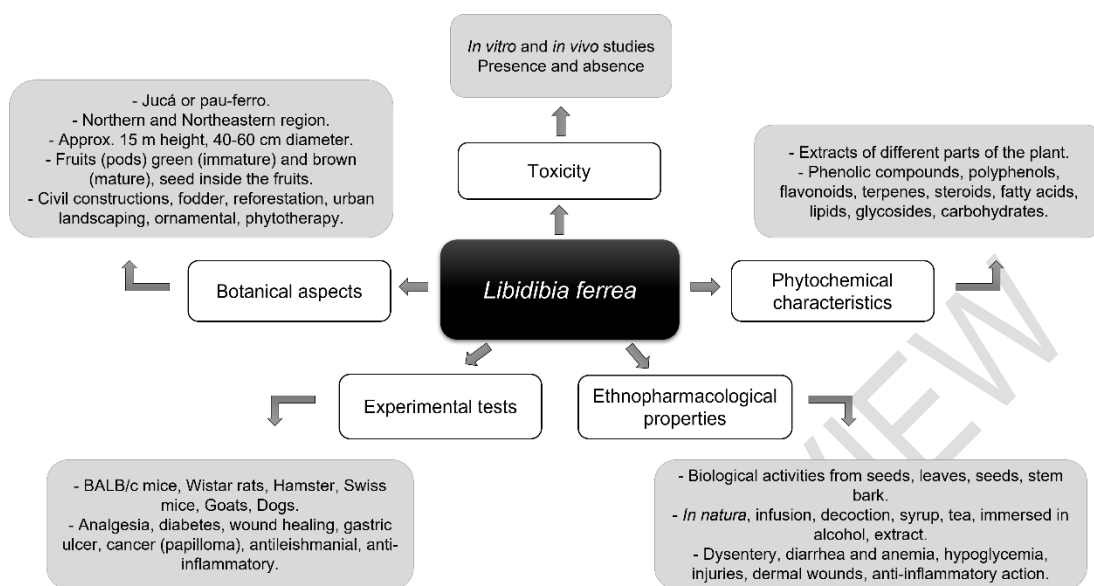 In vitro and in vivo studies
Presence and absence
- Jucá or pau-ferro.
- Northern and Northeastern region.
- Approx. 15 m height, 40-60 cm diameter.
- Fruits (pods) green (immature) and brown
(mature), seed inside the fruits.
- Civil constructions, fodder, reforestation, urban
landscaping, ornamental, phytotherapy.
Toxicity
- Extracts of different parts of the plant.
- Phenolic compounds, polyphenols,
flavonoids, terpenes, steroids, fatty acids,
lipids, glycosides, carbohydrates.
Botanical aspects
Libidibia ferrea
Phytochemical
characteristics
Experimental tests
Ethnopharmacological
properties
- BALB/c mice, Wistar rats, Hamster, Swiss
mice, Goats, Dogs.
- Analgesia, diabetes, wound healing, gastric
ulcer, cancer (papilloma), antileishmanial, anti-
inflammatory.
- Biological activities from seeds, leaves, seeds, stem
bark.
- In natura, infusion, decoction, syrup, tea, immersed in
alcohol, extract.
- Dysentery, diarrhea and anemia, hypoglycemia,
injuries, dermal wounds, anti-inflammatory action.